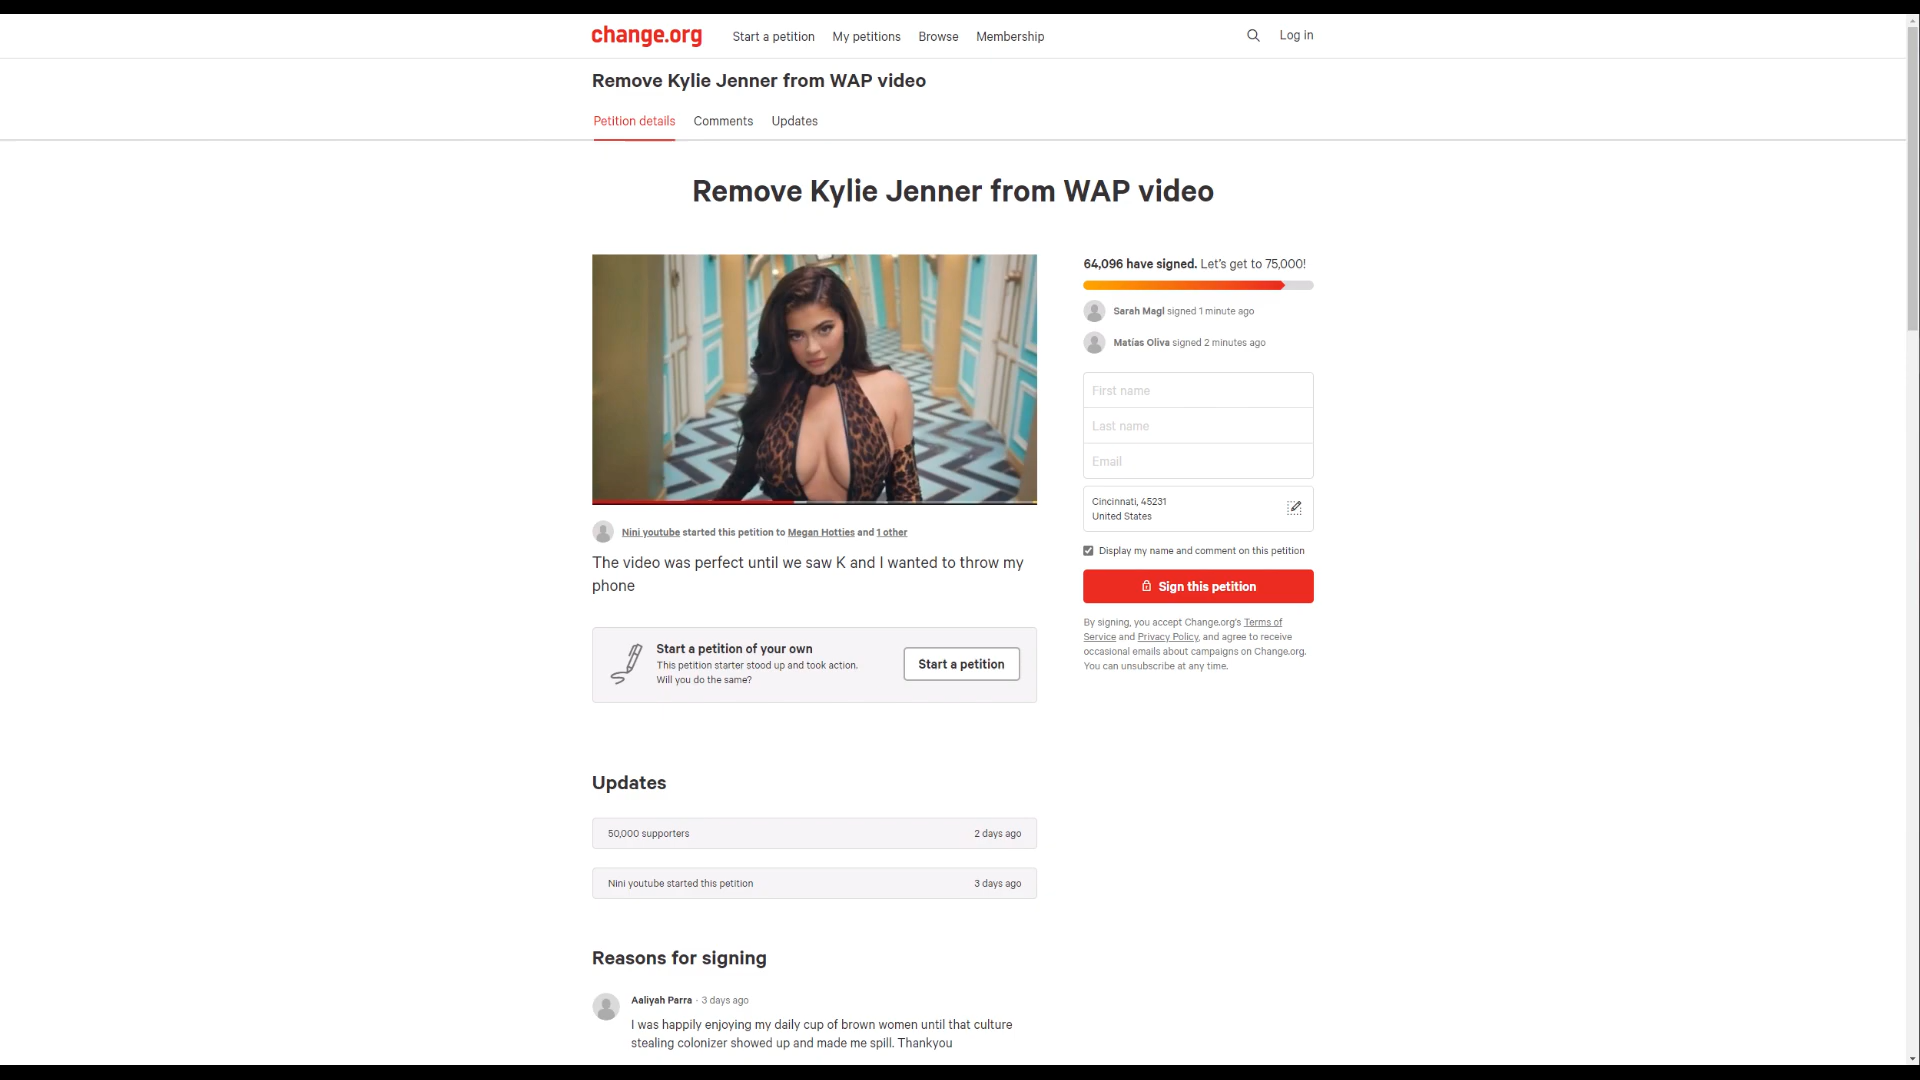 change.org Start a petition My petitions Browse Membership Log in
Remove Kylie Jenner from WAP video
Petition details Comments Updates
Remove Kylie Jenner from WAP video
64,096 have signed. Let's get to 75,000!
Sarah Magl signed 1 minute ago
Matías Oliva signed 2 minutes ago
First name
Last name
Email
Cincinnati, 45231
United States
Display my name and comment on this petition
Sign this petition
By signing, you accept Change.org's Terms of
Service and Privacy Policy, and agree to receive
occasional emails about campaigns on Change.org.
You can unsubscribe at any time.
Nini youtube started this petition to Megan Hotties and 1 other
The video was perfect until we saw K and I wanted to throw my
phone
Start a petition of your own
This petition starter stood up and took action.
Will you do the same?
Start a petition
Updates
50,000 supporters 2 days ago
Nini youtube started this petition 3 days ago
Reasons for signing
Aaliyah Parra · 3 days ago
I was happily enjoying my daily cup of brown women until that culture
stealing colonizer showed up and made me spill. Thankyou